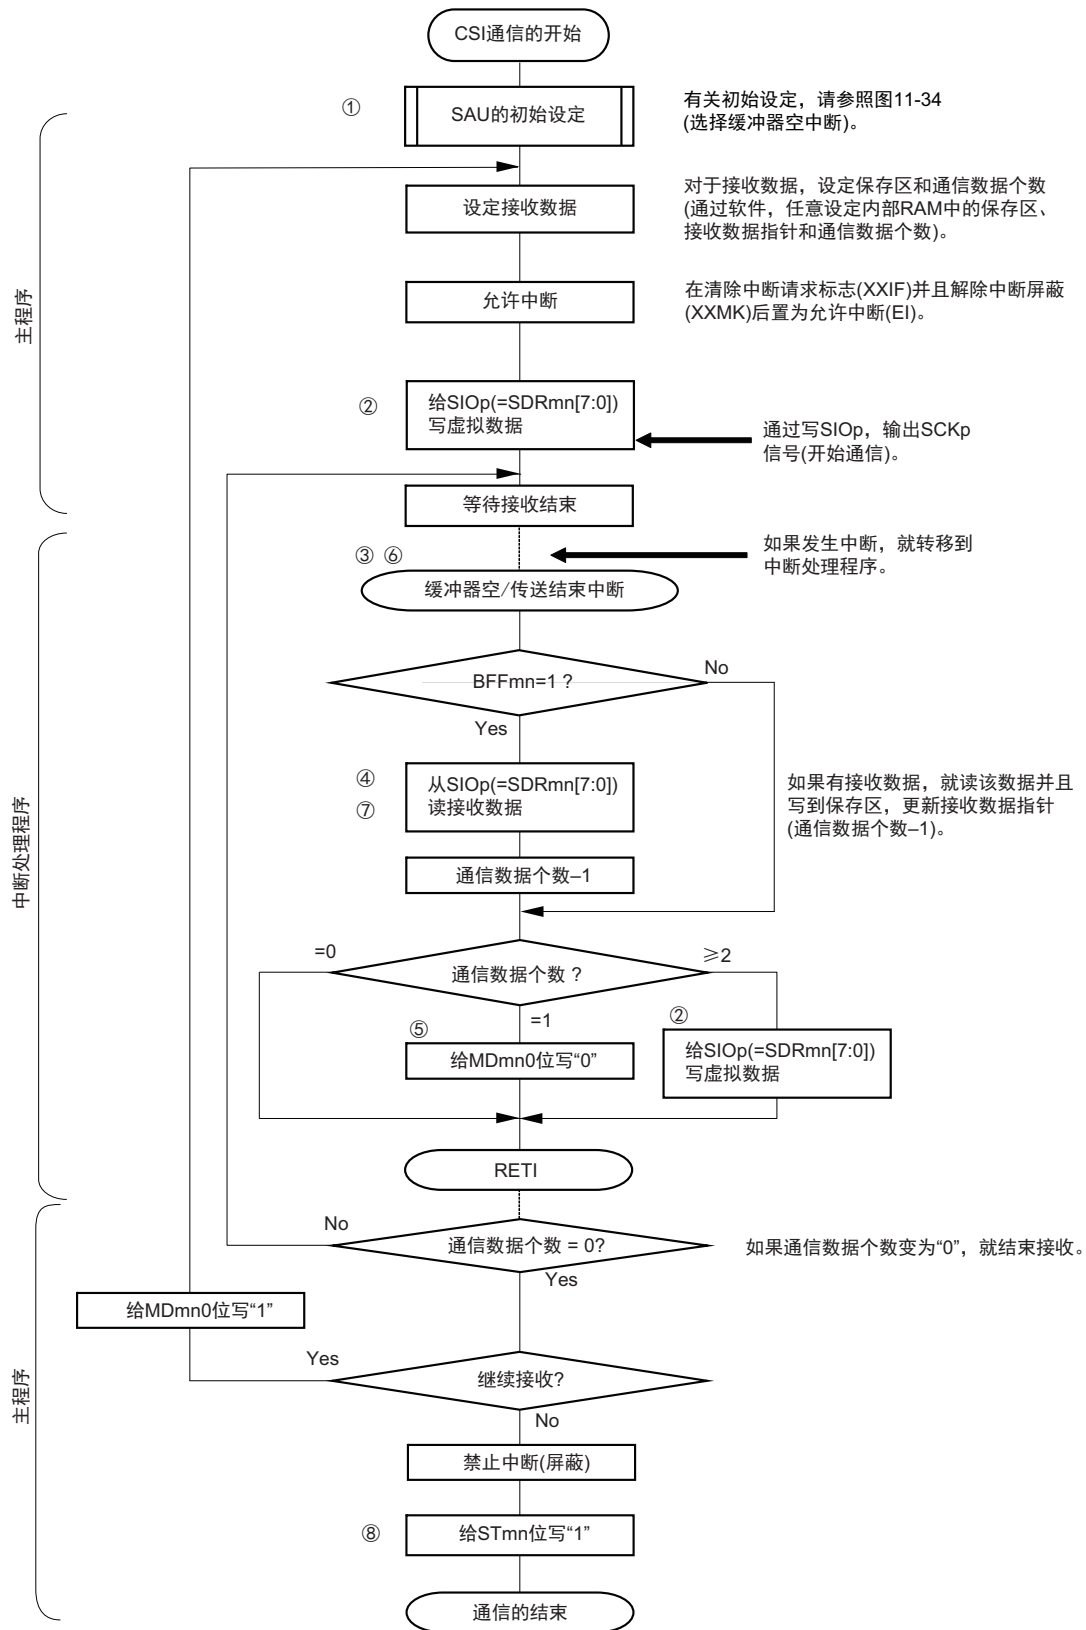 CSI通信的开始
①
SAU的初始设定
有关初始设定，请参照图11-34
(选择缓冲器空中断)。
设定接收数据
对于接收数据，设定保存区和通信数据个数
(通过软件，任意设定内部RAM中的保存区、
接收数据指针和通信数据个数)。
主程序
允许中断
在清除中断请求标志(XXIF)并且解除中断屏蔽
(XXMK)后置为允许中断(EI)。
②
给SIOp(=SDRmn[7:0])
写虚拟数据
通过写SIOp，输出SCKp
信号(开始通信)。
等待接收结束
③ ⑥
如果发生中断，就转移到
中断处理程序。
缓冲器空/传送结束中断
BFFmn=1 ?
No
Yes
④
⑦
从SIOp(=SDRmn[7:0])
读接收数据
如果有接收数据，就读该数据并且
写到保存区，更新接收数据指针
(通信数据个数–1)。
中断处理程序
通信数据个数–1
=0
通信数据个数 ?
≥2
=1
⑤
给MDmn0位写“0”
②
给SIOp(=SDRmn[7:0])
写虚拟数据
RETI
No
通信数据个数 = 0?
如果通信数据个数变为“0”，就结束接收。
Yes
给MDmn0位写“1”
Yes
继续接收?
主程序
No
禁止中断(屏蔽)
⑧
给STmn位写“1”
通信的结束